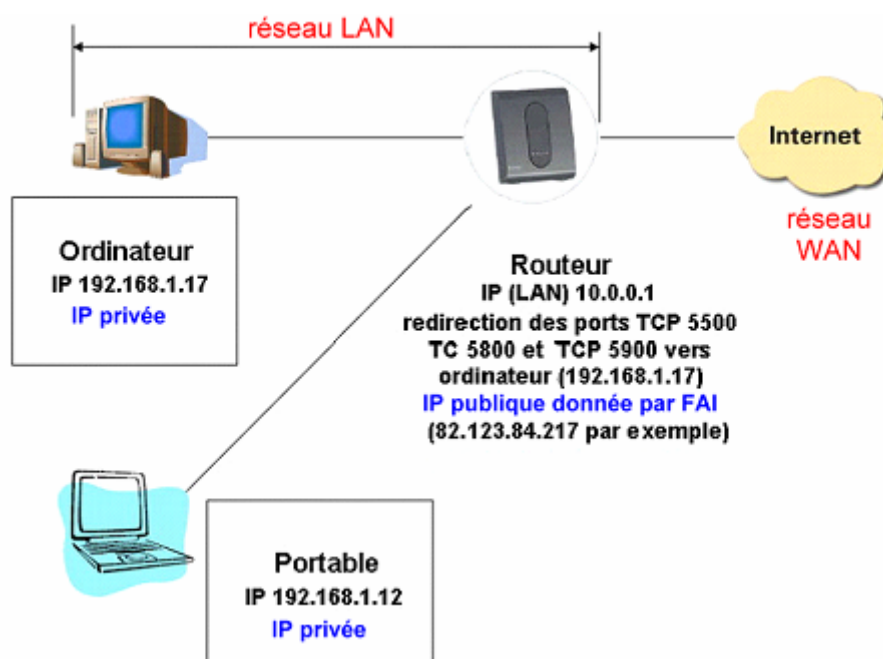 réseau LAN
Internet
réseau
WAN
Ordinateur
IP 192.168.1.17
IP privée
Routeur
IP (LAN) 10.0.0.1
redirection des ports TCP 5500
TC 5800 et TCP 5900 vers
ordinateur (192.168.1.17)
IP publique donnée par FAI
(82.123.84.217 par exemple)
Portable
IP 192.168.1.12
IP privée